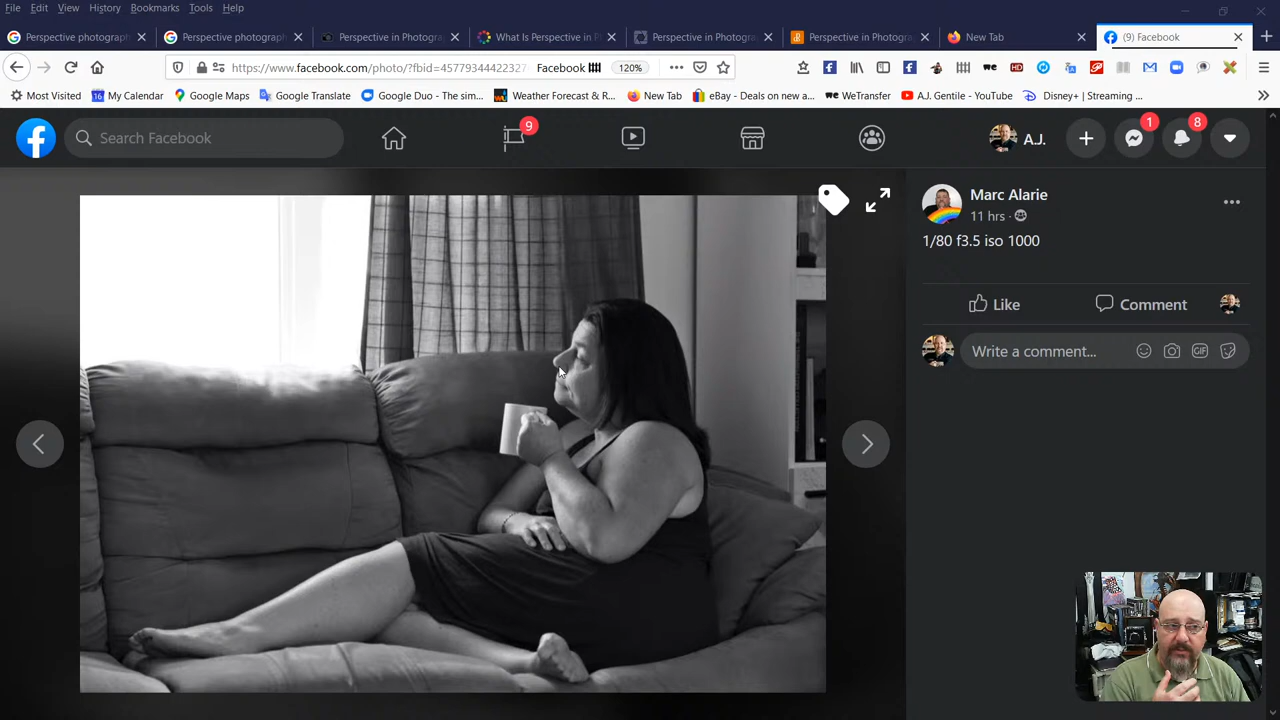 File Edit View History Bookmarks Tools Help
Perspective photograph Perspective photograph Perspective in Photogra What Is Perspective in P Perspective in Photogra Perspective in Photogra New Tab (9) Facebook
https://www.facebook.com/photo/?fbid=45779344422327 Facebook 120%
Most Visited 16 My Calendar Google Maps Google Translate Google Duo - The sim... Weather Forecast & R... New Tab eBay - Deals on new a... WeTransfer A.J. Gentile - YouTube Disney+ | Streaming ...
Search Facebook 9 A.J. 1 8
Marc Alarie
11 hrs ·
1/80 f3.5 iso 1000
Like Comment
Write a comment... GIF